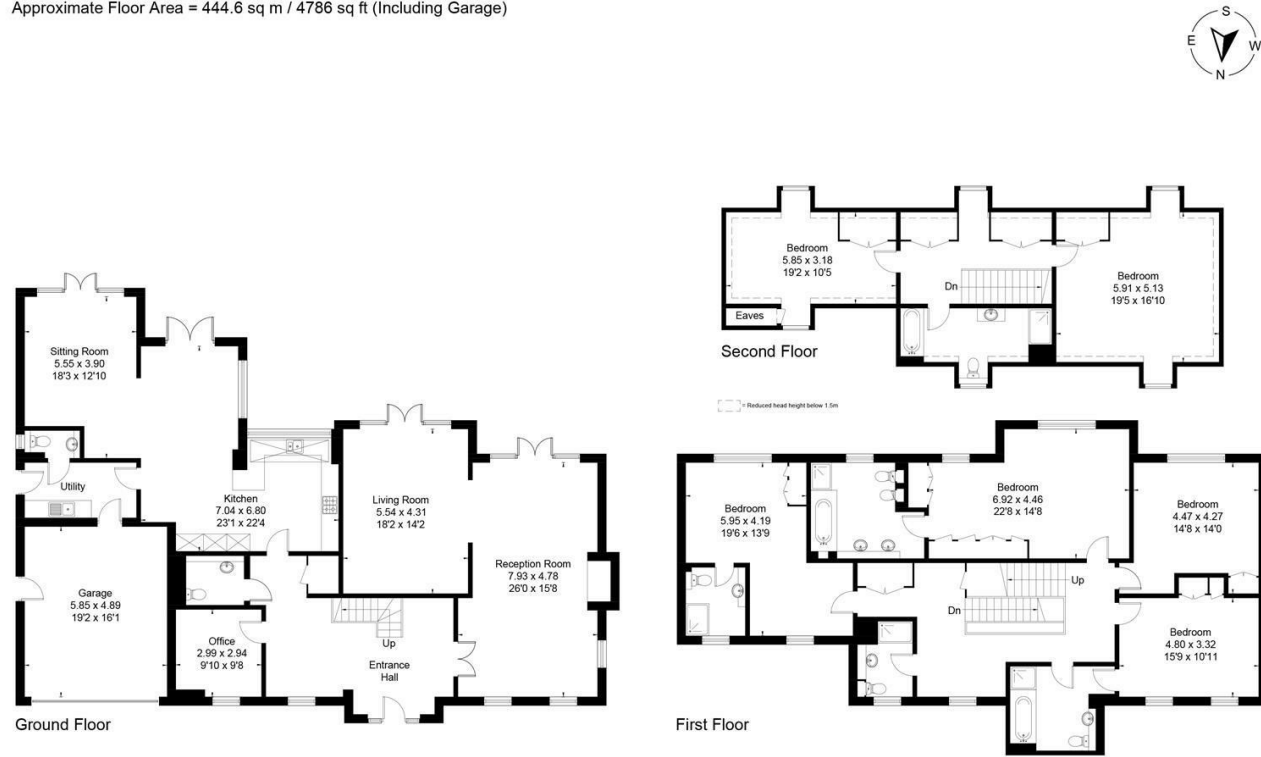 Approximate Floor Area = 444.6 sq m / 4786 sq ft (Including Garage)
S
E
W
N
Bedroom
5.85 x 3.18
19'2 x 10'5
Dn
Bedroom
5.91 x 5.13
19'5 x 16'10
Eaves
Second Floor
= Reduced head height below 1.5m
Sitting Room
5.55 x 3.90
18'3 x 12'10
Utility
Kitchen
7.04 x 6.80
23'1 x 22'4
Living Room
5.54 x 4.31
18'2 x 14'2
Reception Room
7.93 x 4.78
26'0 x 15'8
Garage
5.85 x 4.89
19'2 x 16'1
Office
2.99 x 2.94
9'10 x 9'8
Up
Entrance
Hall
Ground Floor
Bedroom
5.95 x 4.19
19'6 x 13'9
Bedroom
6.92 x 4.46
22'8 x 14'8
Bedroom
4.47 x 4.27
14'8 x 14'0
Up
Dn
Bedroom
4.80 x 3.32
15'9 x 10'11
First Floor